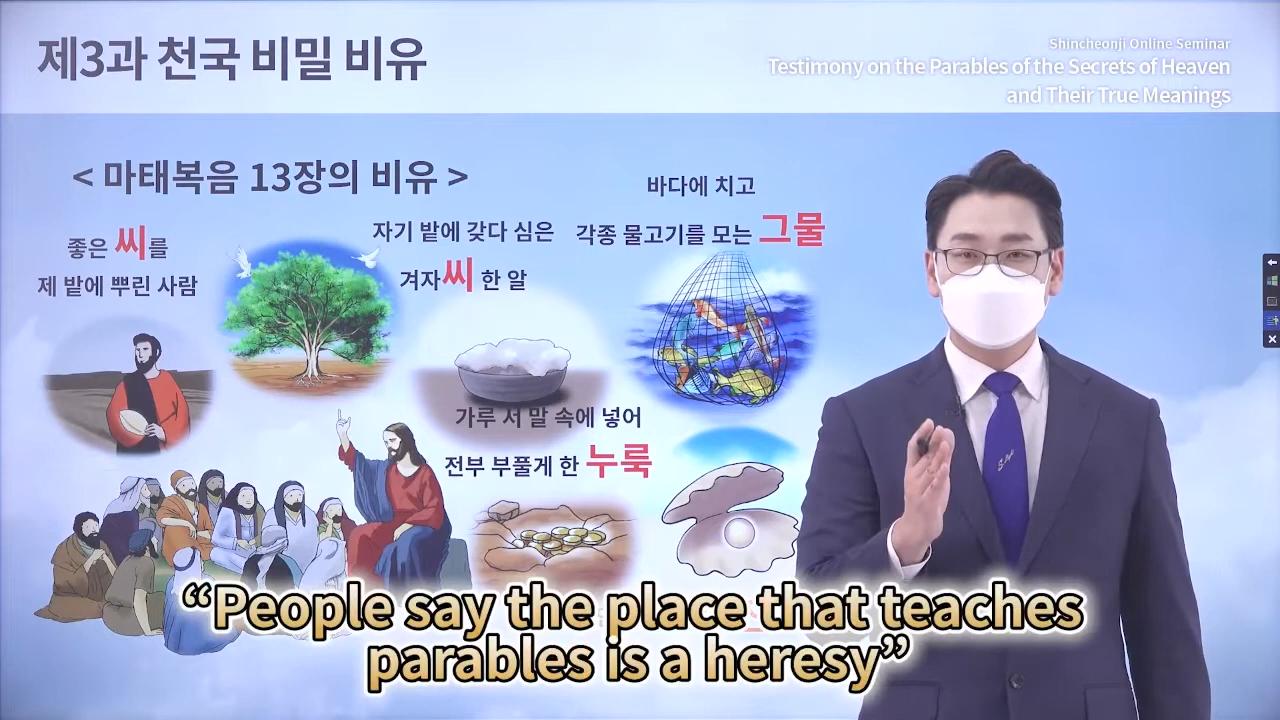 제3과 천국 비밀 비유
Shincheonji Online Seminar
Testimony on the Parables of the Secrets of Heaven
and Their True Meanings
< 마태복음 13장의 비유 >
좋은 씨를
제 밭에 뿌린 사람
자기 밭에 갖다 심은
겨자씨 한 알
바다에 치고
각종 물고기를 모는 그물
가루 서 말 속에 넣어
전부 부풀게 한 누룩
“People say the place that teaches
parables is a heresy”